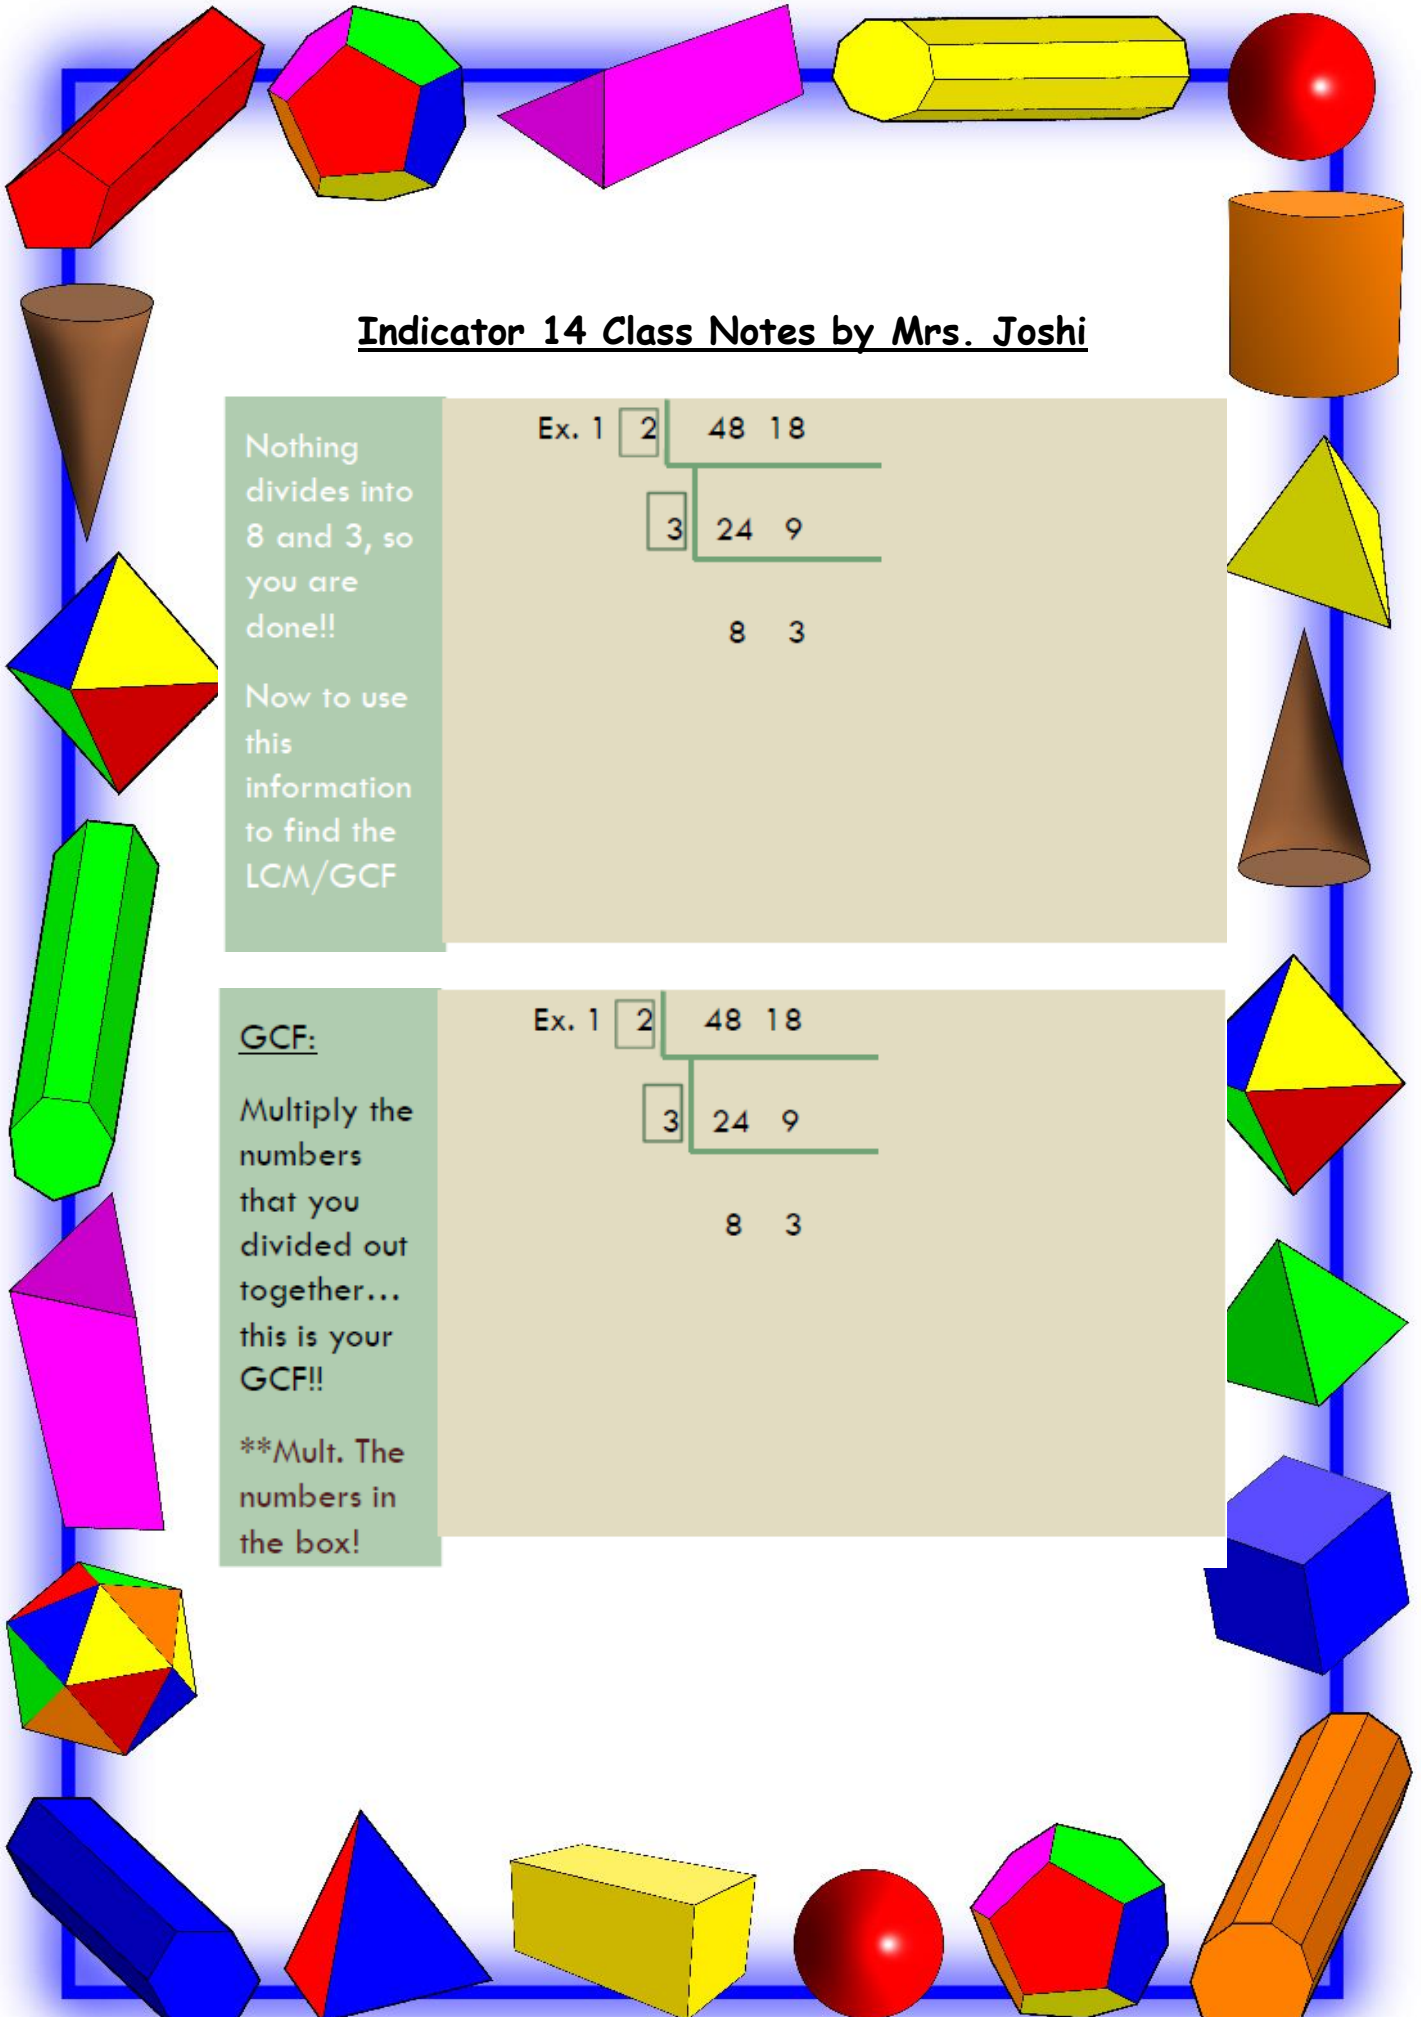 Indicator 14 Class Notes by Mrs. Joshi
Nothing
divides into
8 and 3, so
you are
done!!
Now to use
this
information
to find the
LCM/GCF
Ex. 1 2 48 18
3 24 9
8 3
GCF:
Multiply the
numbers
that you
divided out
together...
this is your
GCF!!
**Mult. The
numbers in
the box!
Ex. 1 2 48 18
3 24 9
8 3